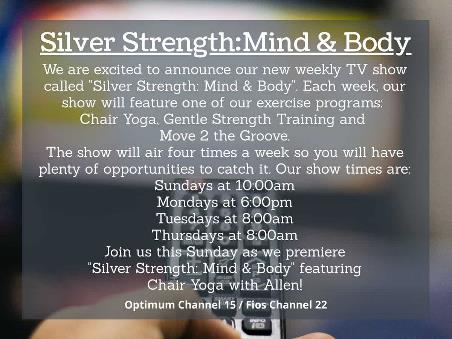 Silver Strength:Mind & Body
We are excited to announce our new weekly TV show
called "Silver Strength: Mind & Body". Each week, our
show will feature one of our exercise programs:
Chair Yoga, Gentle Strength Training and
Move 2 the Groove.
The show will air four times a week so you will have
plenty of opportunities to catch it. Our show times are:
Sundays at 10:00am
Mondays at 6:00pm
Tuesdays at 8:00am
Thursdays at 8:00am
Join us this Sunday as we premiere
"Silver Strength: Mind & Body" featuring
Chair Yoga with Allen!
Optimum Channel 15 / Fios Channel 22